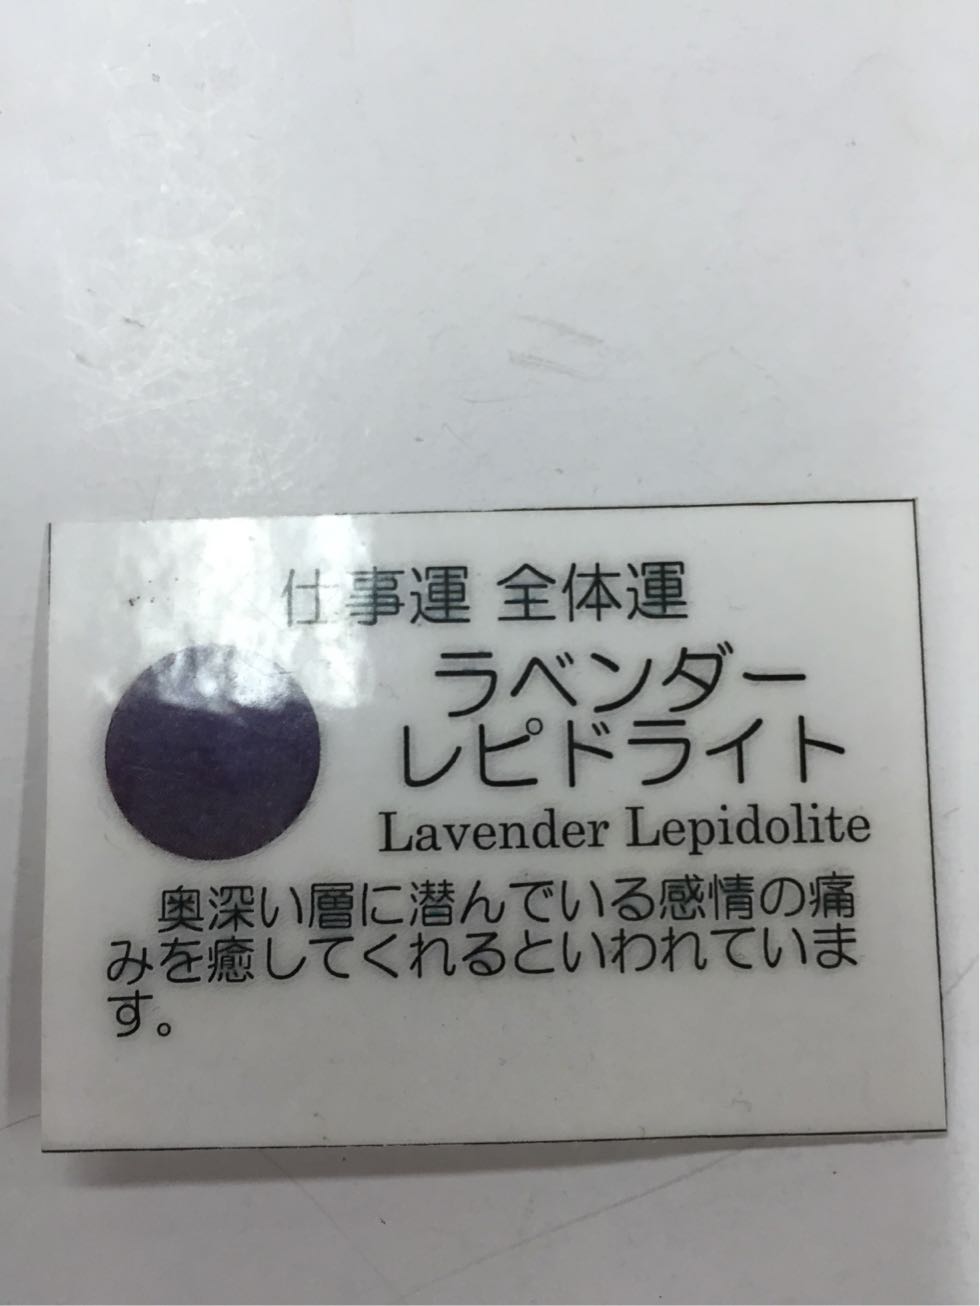 仕事運 全体運
ラベンダー
レピドライト
Lavender Lepidolite
奥深い層に潜んでいる感情の痛
みを癒してくれるといわれていま
す。